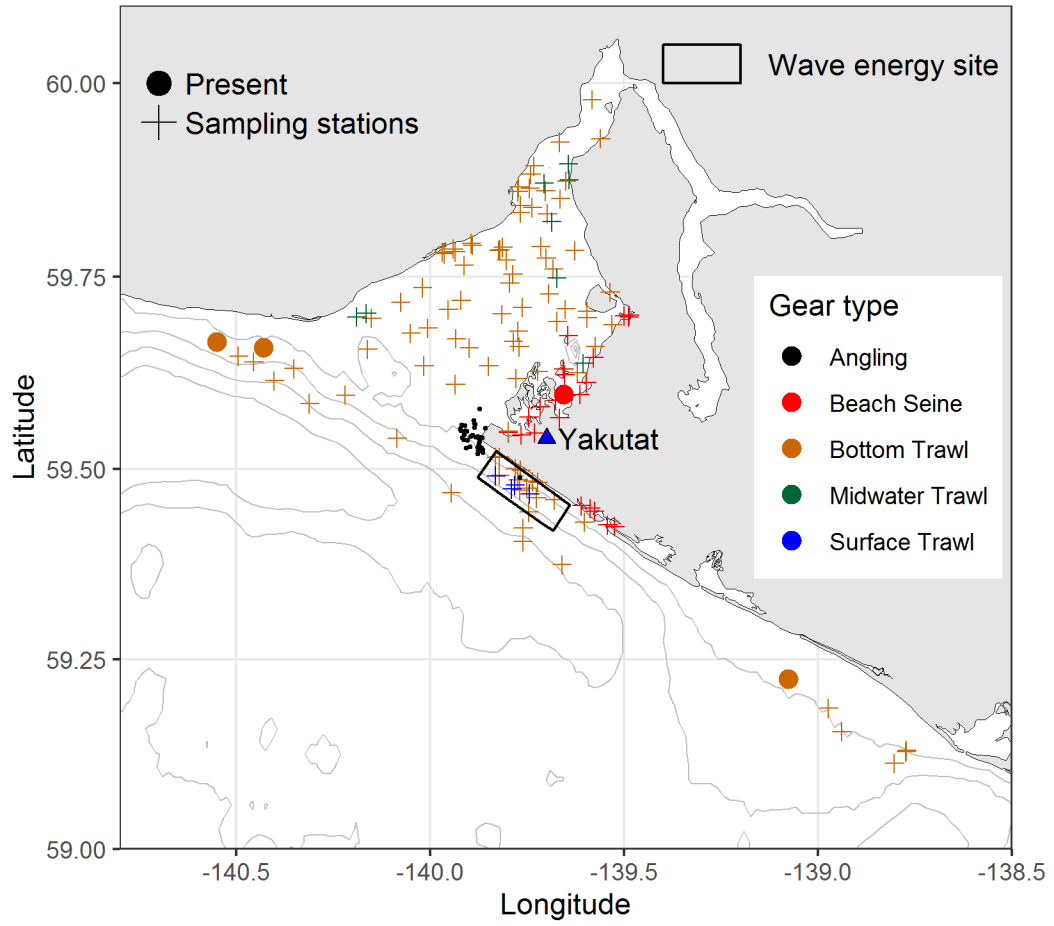 Present
Sampling stations
Wave energy site
60.00
59.75
59.50
59.25
59.00
Latitude
Yakutat
Gear type
Angling
Beach Seine
Bottom Trawl
Midwater Trawl
Surface Trawl
-140.5 -140.0 -139.5 -139.0 -138.5
Longitude